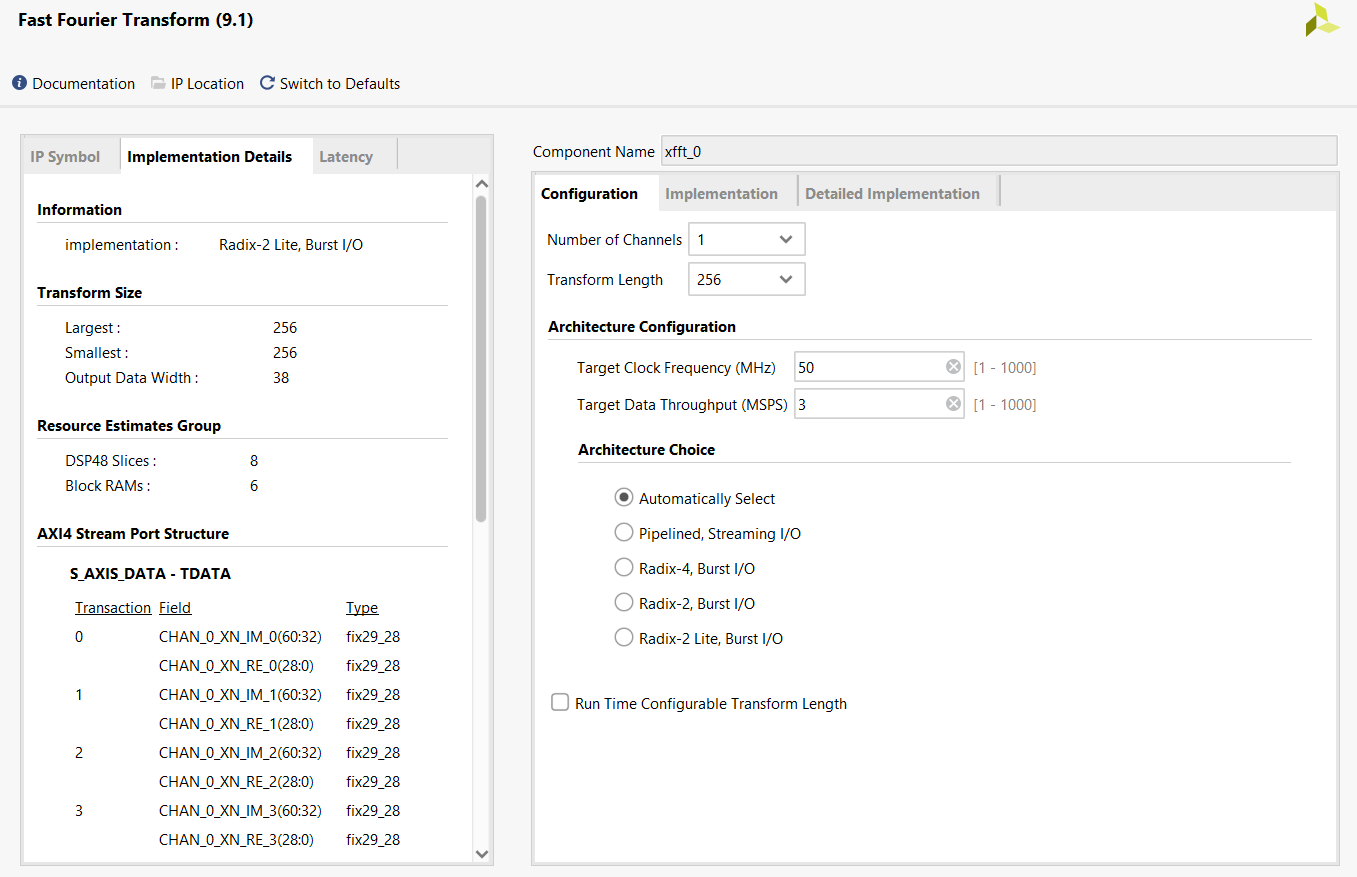 Fast Fourier Transform (9.1)
Documentation IP Location Switch to Defaults
IP Symbol Implementation Details Latency
Information
implementation : Radix-2 Lite, Burst I/O
Transform Size
Largest : 256
Smallest : 256
Output Data Width : 38
Resource Estimates Group
DSP48 Slices : 8
Block RAMs : 6
AXI4 Stream Port Structure
S_AXIS_DATA - TDATA
Transaction Field Type
0 CHAN_0_XN_IM_0(60:32) fix29_28
CHAN_0_XN_RE_0(28:0) fix29_28
1 CHAN_0_XN_IM_1(60:32) fix29_28
CHAN_0_XN_RE_1(28:0) fix29_28
2 CHAN_0_XN_IM_2(60:32) fix29_28
CHAN_0_XN_RE_2(28:0) fix29_28
3 CHAN_0_XN_IM_3(60:32) fix29_28
CHAN_0_XN_RE_3(28:0) fix29_28
Component Name xfft_0
Configuration Implementation Detailed Implementation
Number of Channels 1
Transform Length 256
Architecture Configuration
Target Clock Frequency (MHz) 50 [1 - 1000]
Target Data Throughput (MSPS) 3 [1 - 1000]
Architecture Choice
Automatically Select
Pipelined, Streaming I/O
Radix-4, Burst I/O
Radix-2, Burst I/O
Radix-2 Lite, Burst I/O
Run Time Configurable Transform Length